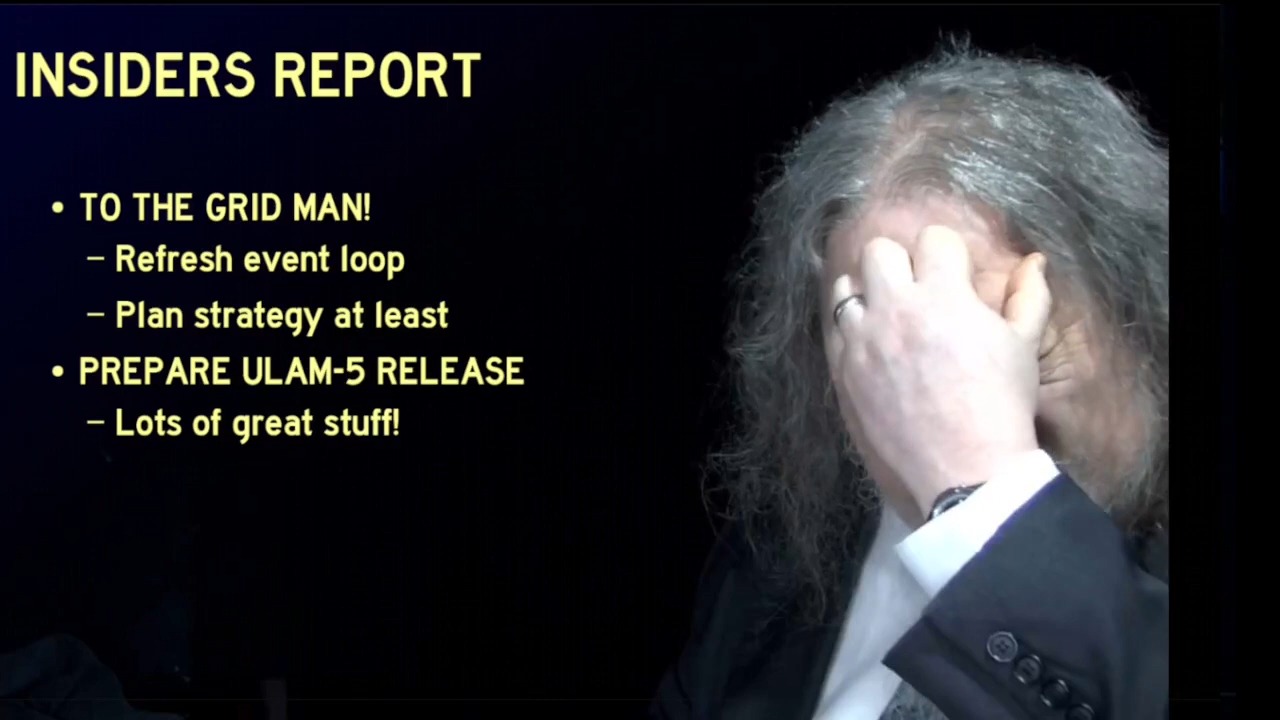 INSIDERS REPORT
• TO THE GRID MAN!
– Refresh event loop
– Plan strategy at least
• PREPARE ULAM-5 RELEASE
– Lots of great stuff!